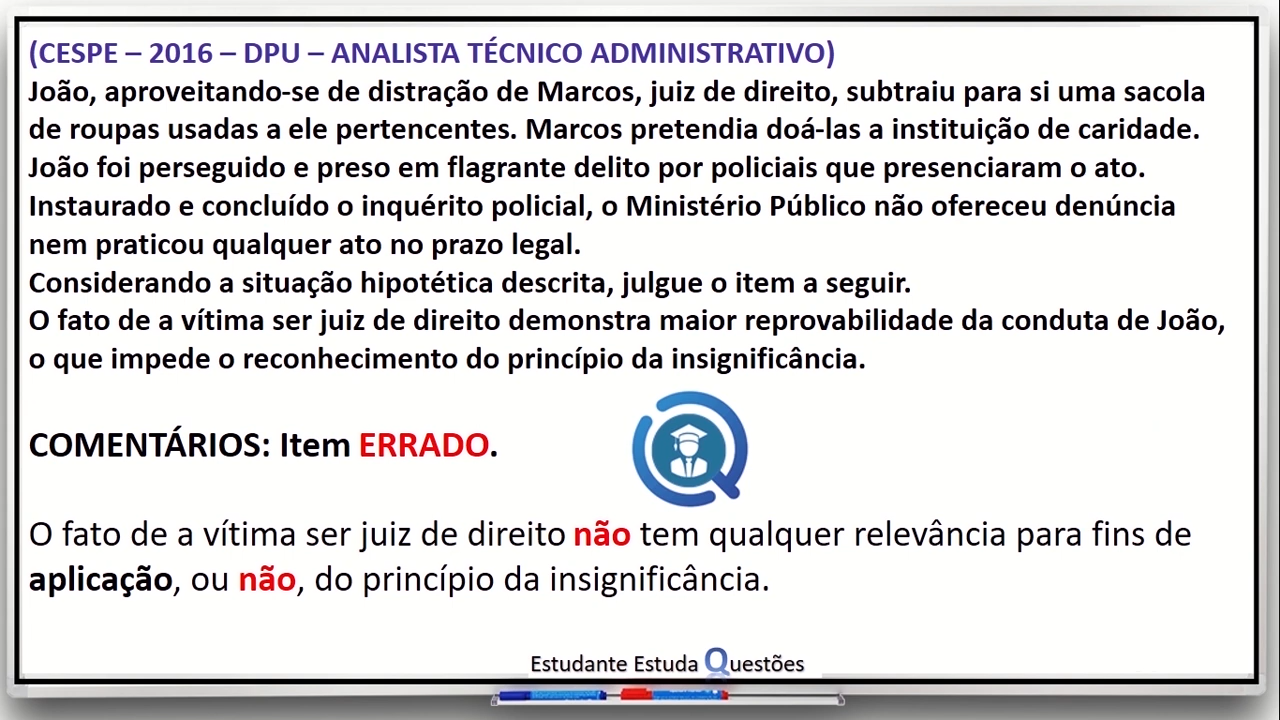 (CESPE – 2016 – DPU – ANALISTA TÉCNICO ADMINISTRATIVO)
João, aproveitando-se de distração de Marcos, juiz de direito, subtraiu para si uma sacola
de roupas usadas a ele pertencentes. Marcos pretendia doá-las a instituição de caridade.
João foi perseguido e preso em flagrante delito por policiais que presenciaram o ato.
Instaurado e concluído o inquérito policial, o Ministério Público não ofereceu denúncia
nem praticou qualquer ato no prazo legal.
Considerando a situação hipotética descrita, julgue o item a seguir.
O fato de a vítima ser juiz de direito demonstra maior reprovabilidade da conduta de João,
o que impede o reconhecimento do princípio da insignificância.
COMENTÁRIOS: Item ERRADO.
O fato de a vítima ser juiz de direito não tem qualquer relevância para fins de
aplicação, ou não, do princípio da insignificância.
Estudante Estuda Questões